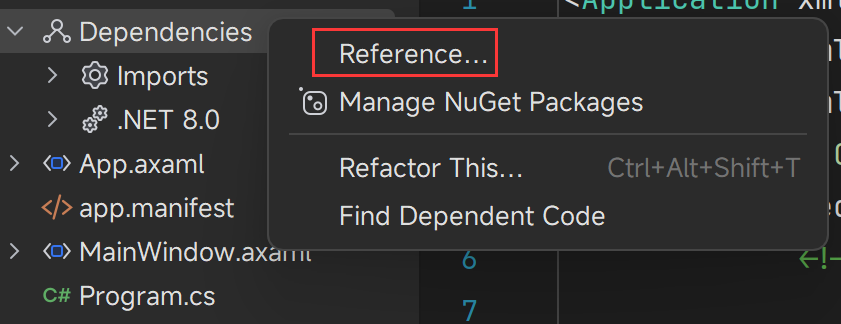 Dependencies
Imports
.NET 8.0
App.axaml
app.manifest
MainWindow.axaml
C# Program.cs
Reference...
Manage NuGet Packages
Refactor This... Ctrl+Alt+Shift+T
Find Dependent Code
1 <Application
6 <!-
7